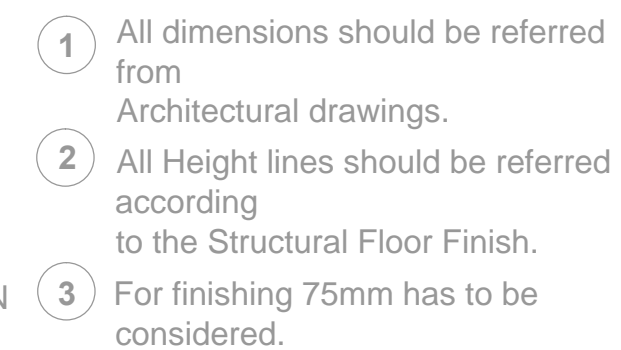 1 All dimensions should be referred
from
Architectural drawings.
2 All Height lines should be referred
according
to the Structural Floor Finish.
N 3 For finishing 75mm has to be
considered.